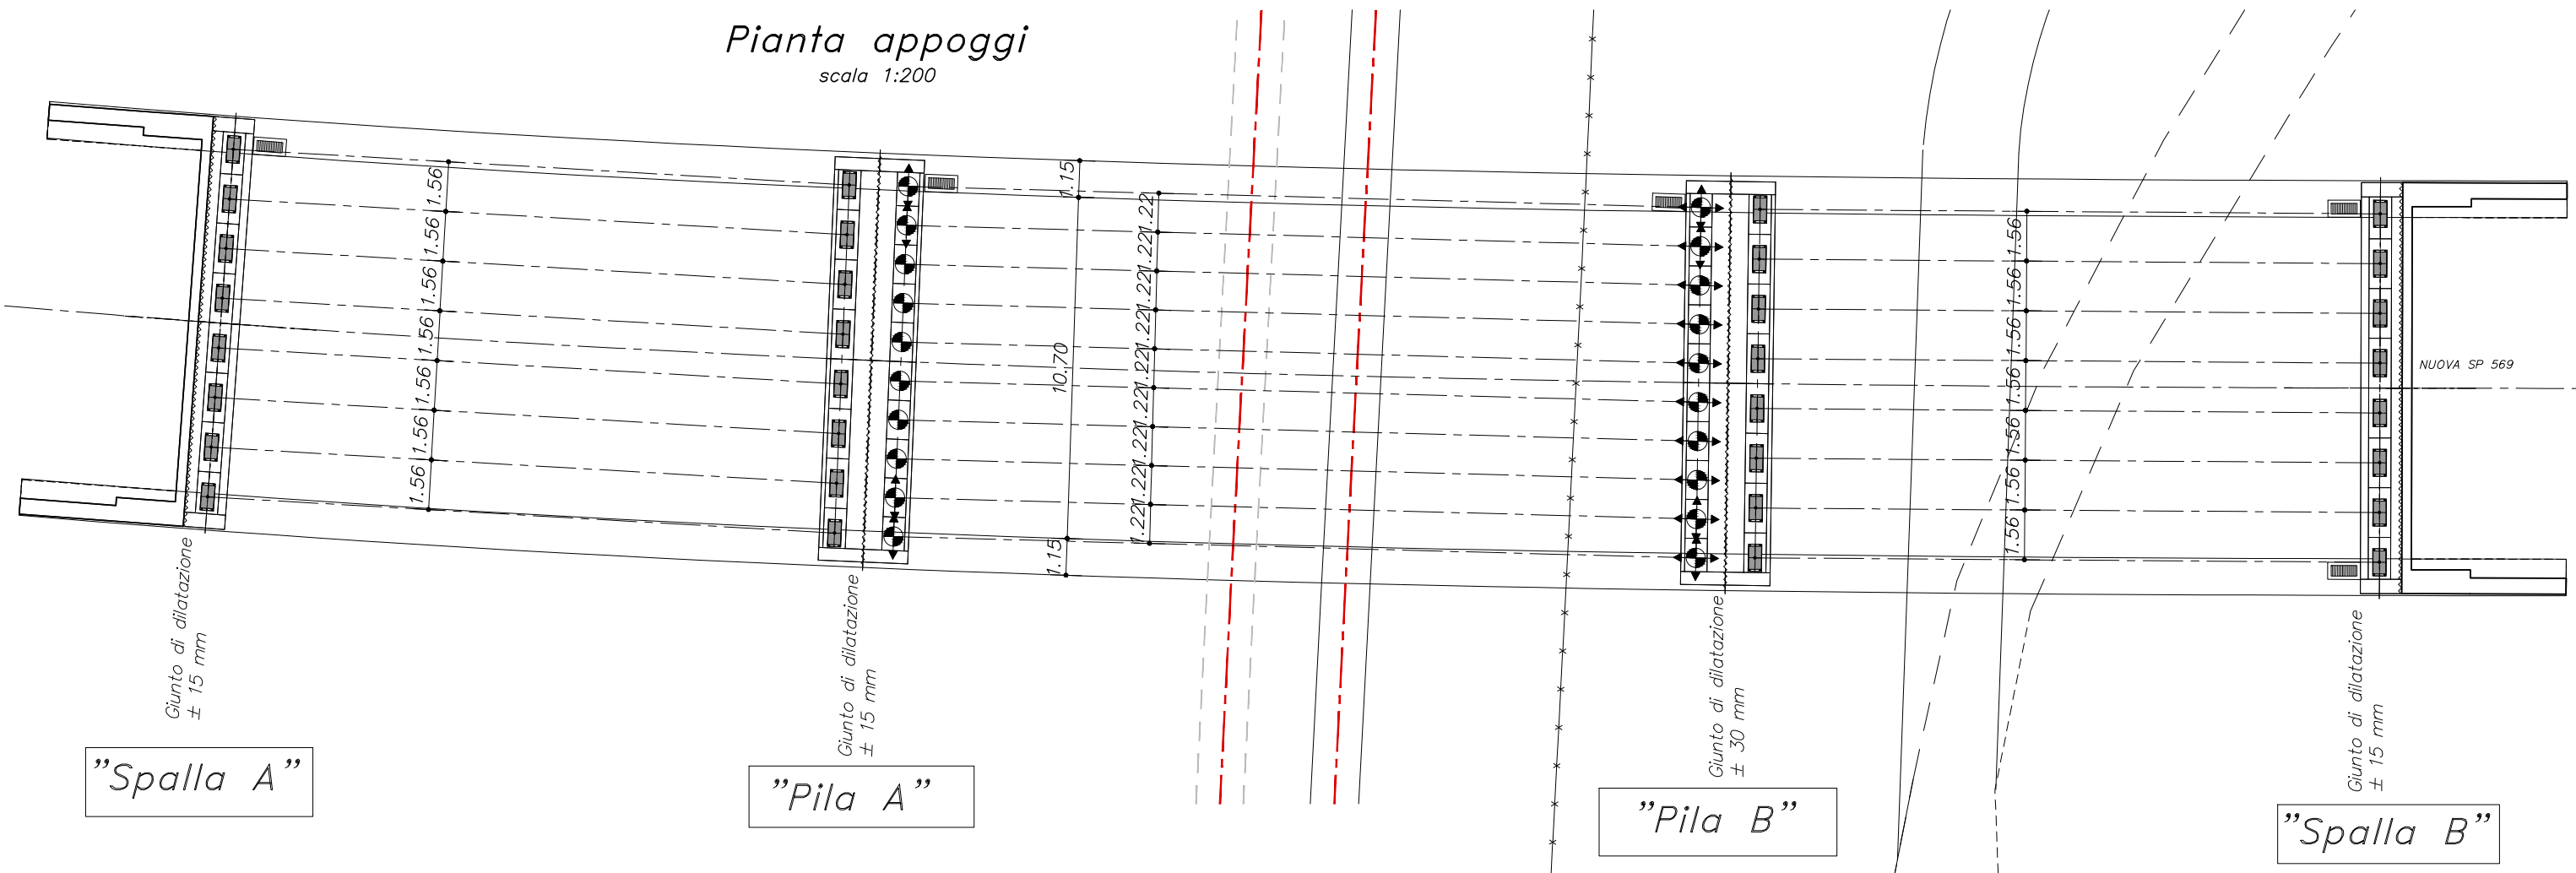 Pianta appoggi
scala 1:200
1.56
1.56
1.56
1.56
1.56
1.56
1.56
1.15
10.70
1.15
1.22
1.22
1.22
1.22
1.22
1.22
1.22
1.22
1.22
1.56
1.56
1.56
1.56
1.56
1.56
1.56
NUOVA SP 569
Giunto di dilatazione
± 15 mm
Giunto di dilatazione
± 15 mm
Giunto di dilatazione
± 30 mm
Giunto di dilatazione
± 15 mm
"Spalla A"
"Pila A"
"Pila B"
"Spalla B"